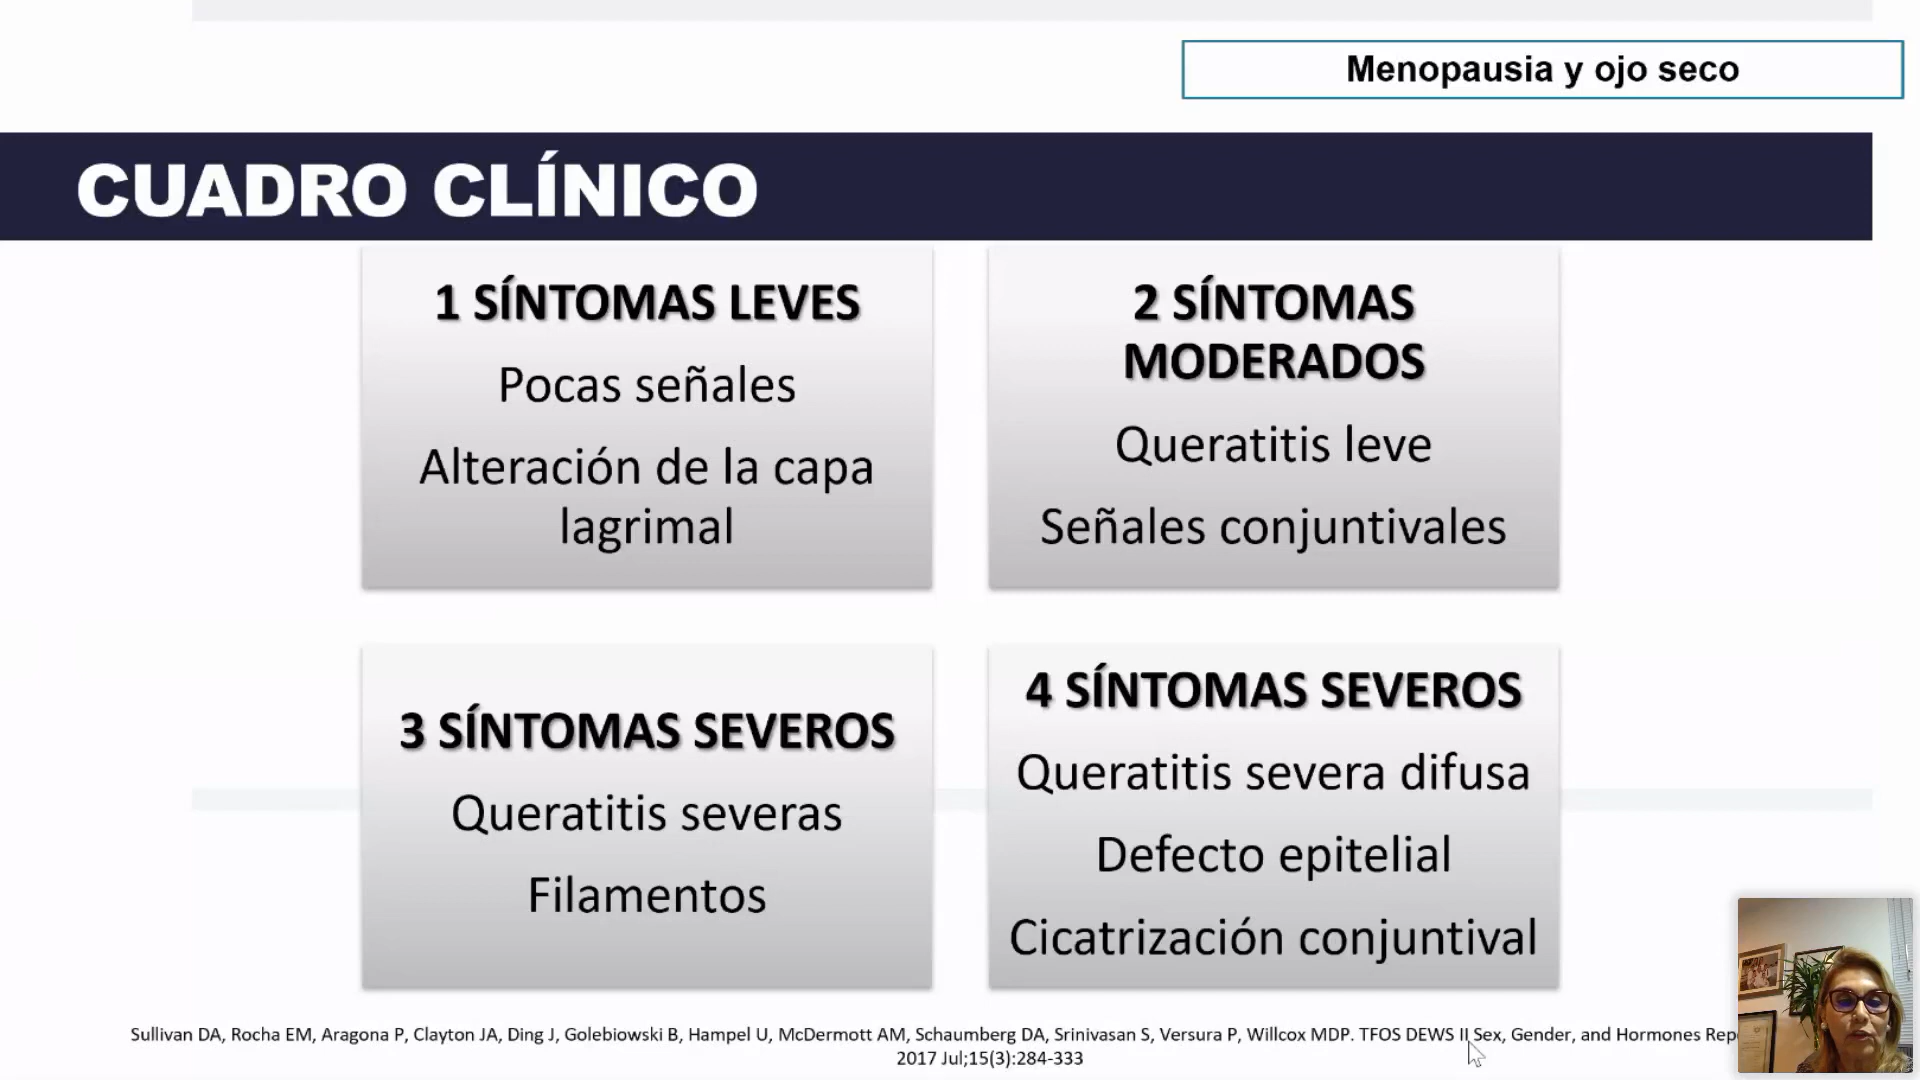 Menopausia y ojo seco
CUADRO CLÍNICO
1 SÍNTOMAS LEVES
Pocas señales
Alteración de la capa
lagrimal
2 SÍNTOMAS
MODERADOS
Queratitis leve
Señales conjuntivales
3 SÍNTOMAS SEVEROS
Queratitis severas
Filamentos
4 SÍNTOMAS SEVEROS
Queratitis severa difusa
Defecto epitelial
Cicatrización conjuntival
Sullivan DA, Rocha EM, Aragona P, Clayton JA, Ding J, Golebiowski B, Hampel U, McDermott AM, Schaumberg DA, Srinivasan S, Versura P, Willcox MDP. TFOS DEWS II Sex, Gender, and Hormones
2017 Jul;15(3):284-333